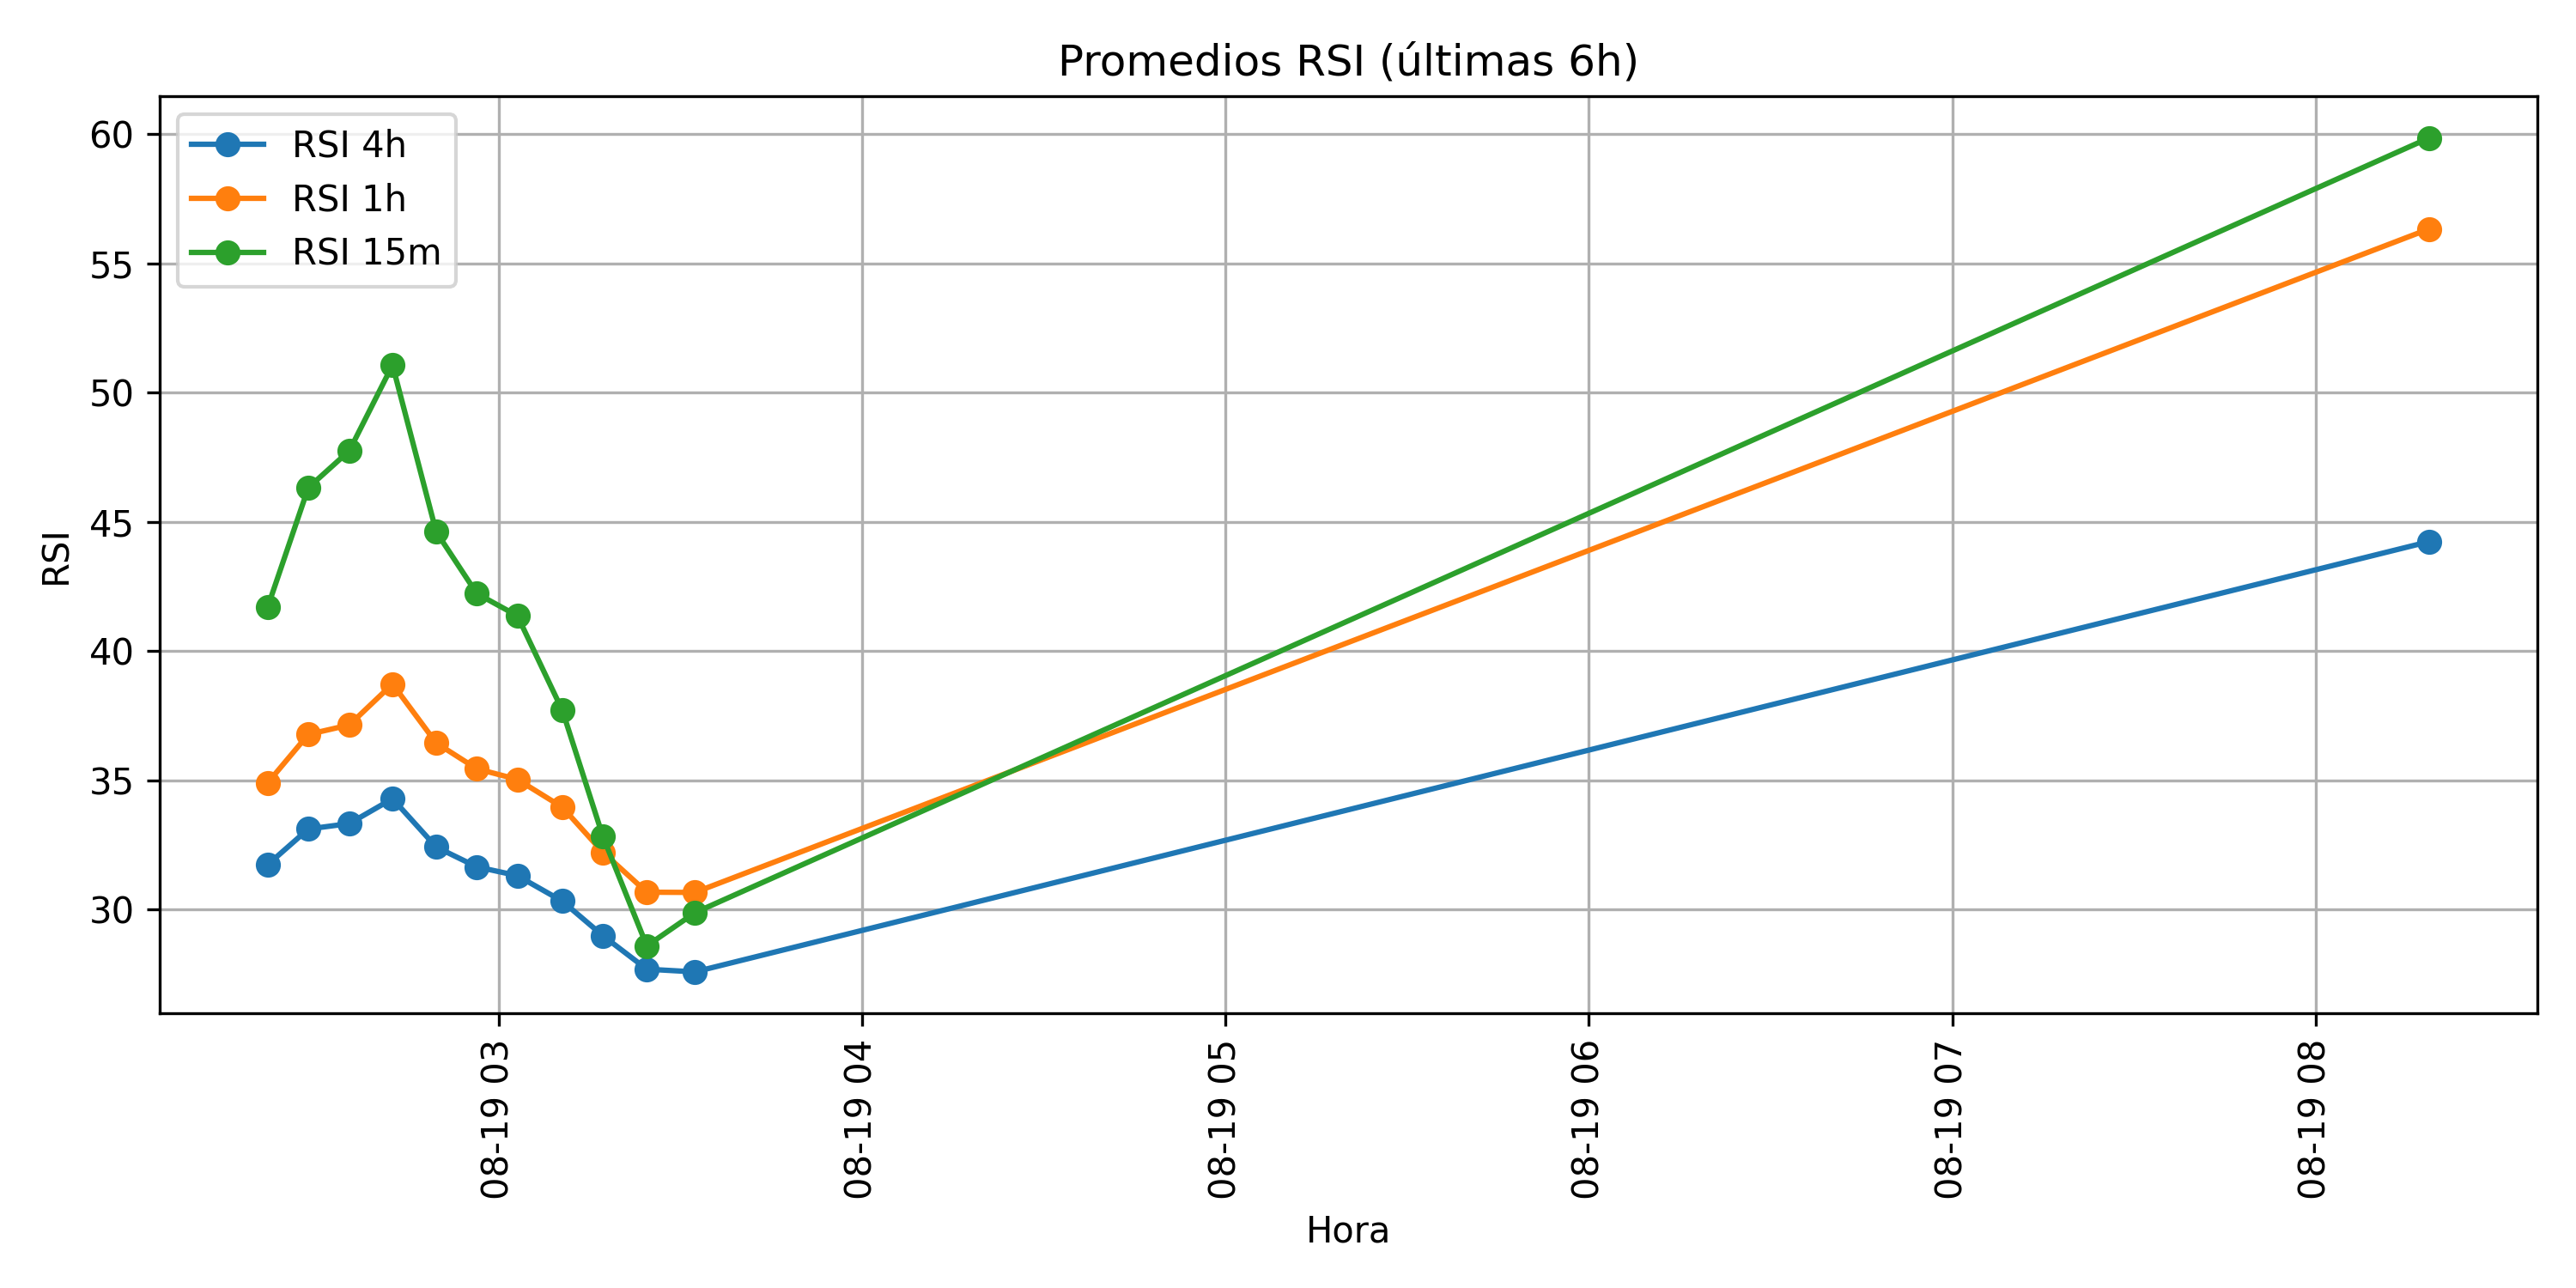 Promedios RSI (últimas 6h)
RSI 4h
RSI 1h
RSI 15m
60
55
50
45
40
35
30
RSI
08-19 03
08-19 04
08-19 05
08-19 06
08-19 07
08-19 08
Hora